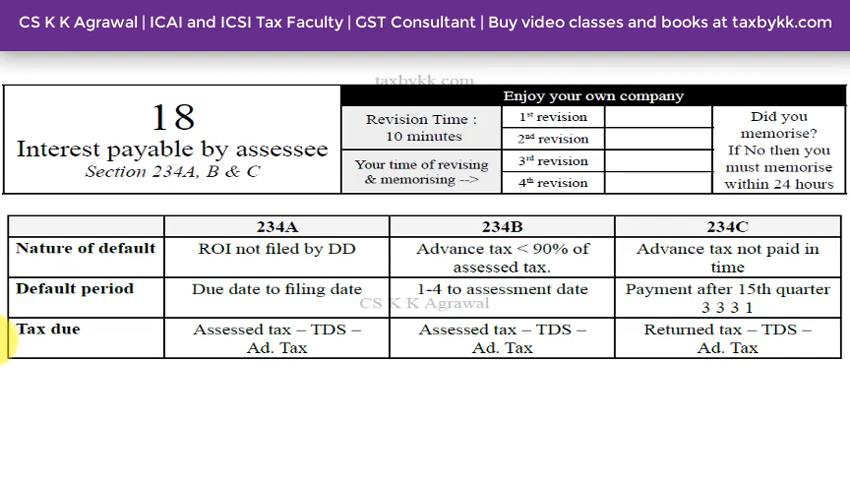 CS K K Agrawal | ICAI and ICSI Tax Faculty | GST Consultant | Buy video classes and books at taxbykk.com
taxbykk.com
18
Interest payable by assessee
Section 234A, B & C
Enjoy your own company
Revision Time :
10 minutes
Your time of revising
& memorising -->
1st revision
2nd revision
3rd revision
4th revision
Did you
memorise?
If No then you
must memorise
within 24 hours
234A 234B 234C
Nature of default ROI not filed by DD Advance tax < 90% of Advance tax not paid in
assessed tax. time
Default period Due date to filing date 1-4 to assessment date Payment after 15th quarter
3 3 3 1
CS K K Agrawal
Tax due Assessed tax – TDS – Assessed tax – TDS – Returned tax – TDS –
Ad. Tax Ad. Tax Ad. Tax